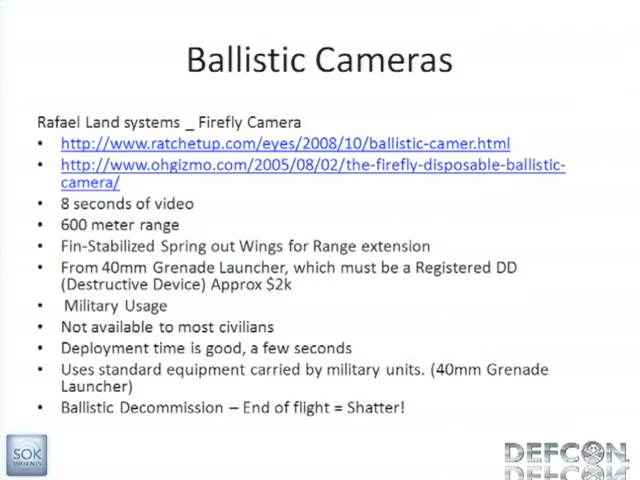 Ballistic Cameras
Rafael Land systems _ Firefly Camera
• http://www.ratchetup.com/eyes/2008/10/ballistic-camer.html
• http://www.ohgizmo.com/2005/08/02/the-firefly-disposable-ballistic-
camera/
• 8 seconds of video
• 600 meter range
• Fin-Stabilized Spring out Wings for Range extension
• From 40mm Grenade Launcher, which must be a Registered DD
(Destructive Device) Approx $2k
• Military Usage
• Not available to most civilians
• Deployment time is good, a few seconds
• Uses standard equipment carried by military units. (40mm Grenade
Launcher)
• Ballistic Decommission – End of flight = Shatter!
SOK
DEFCON